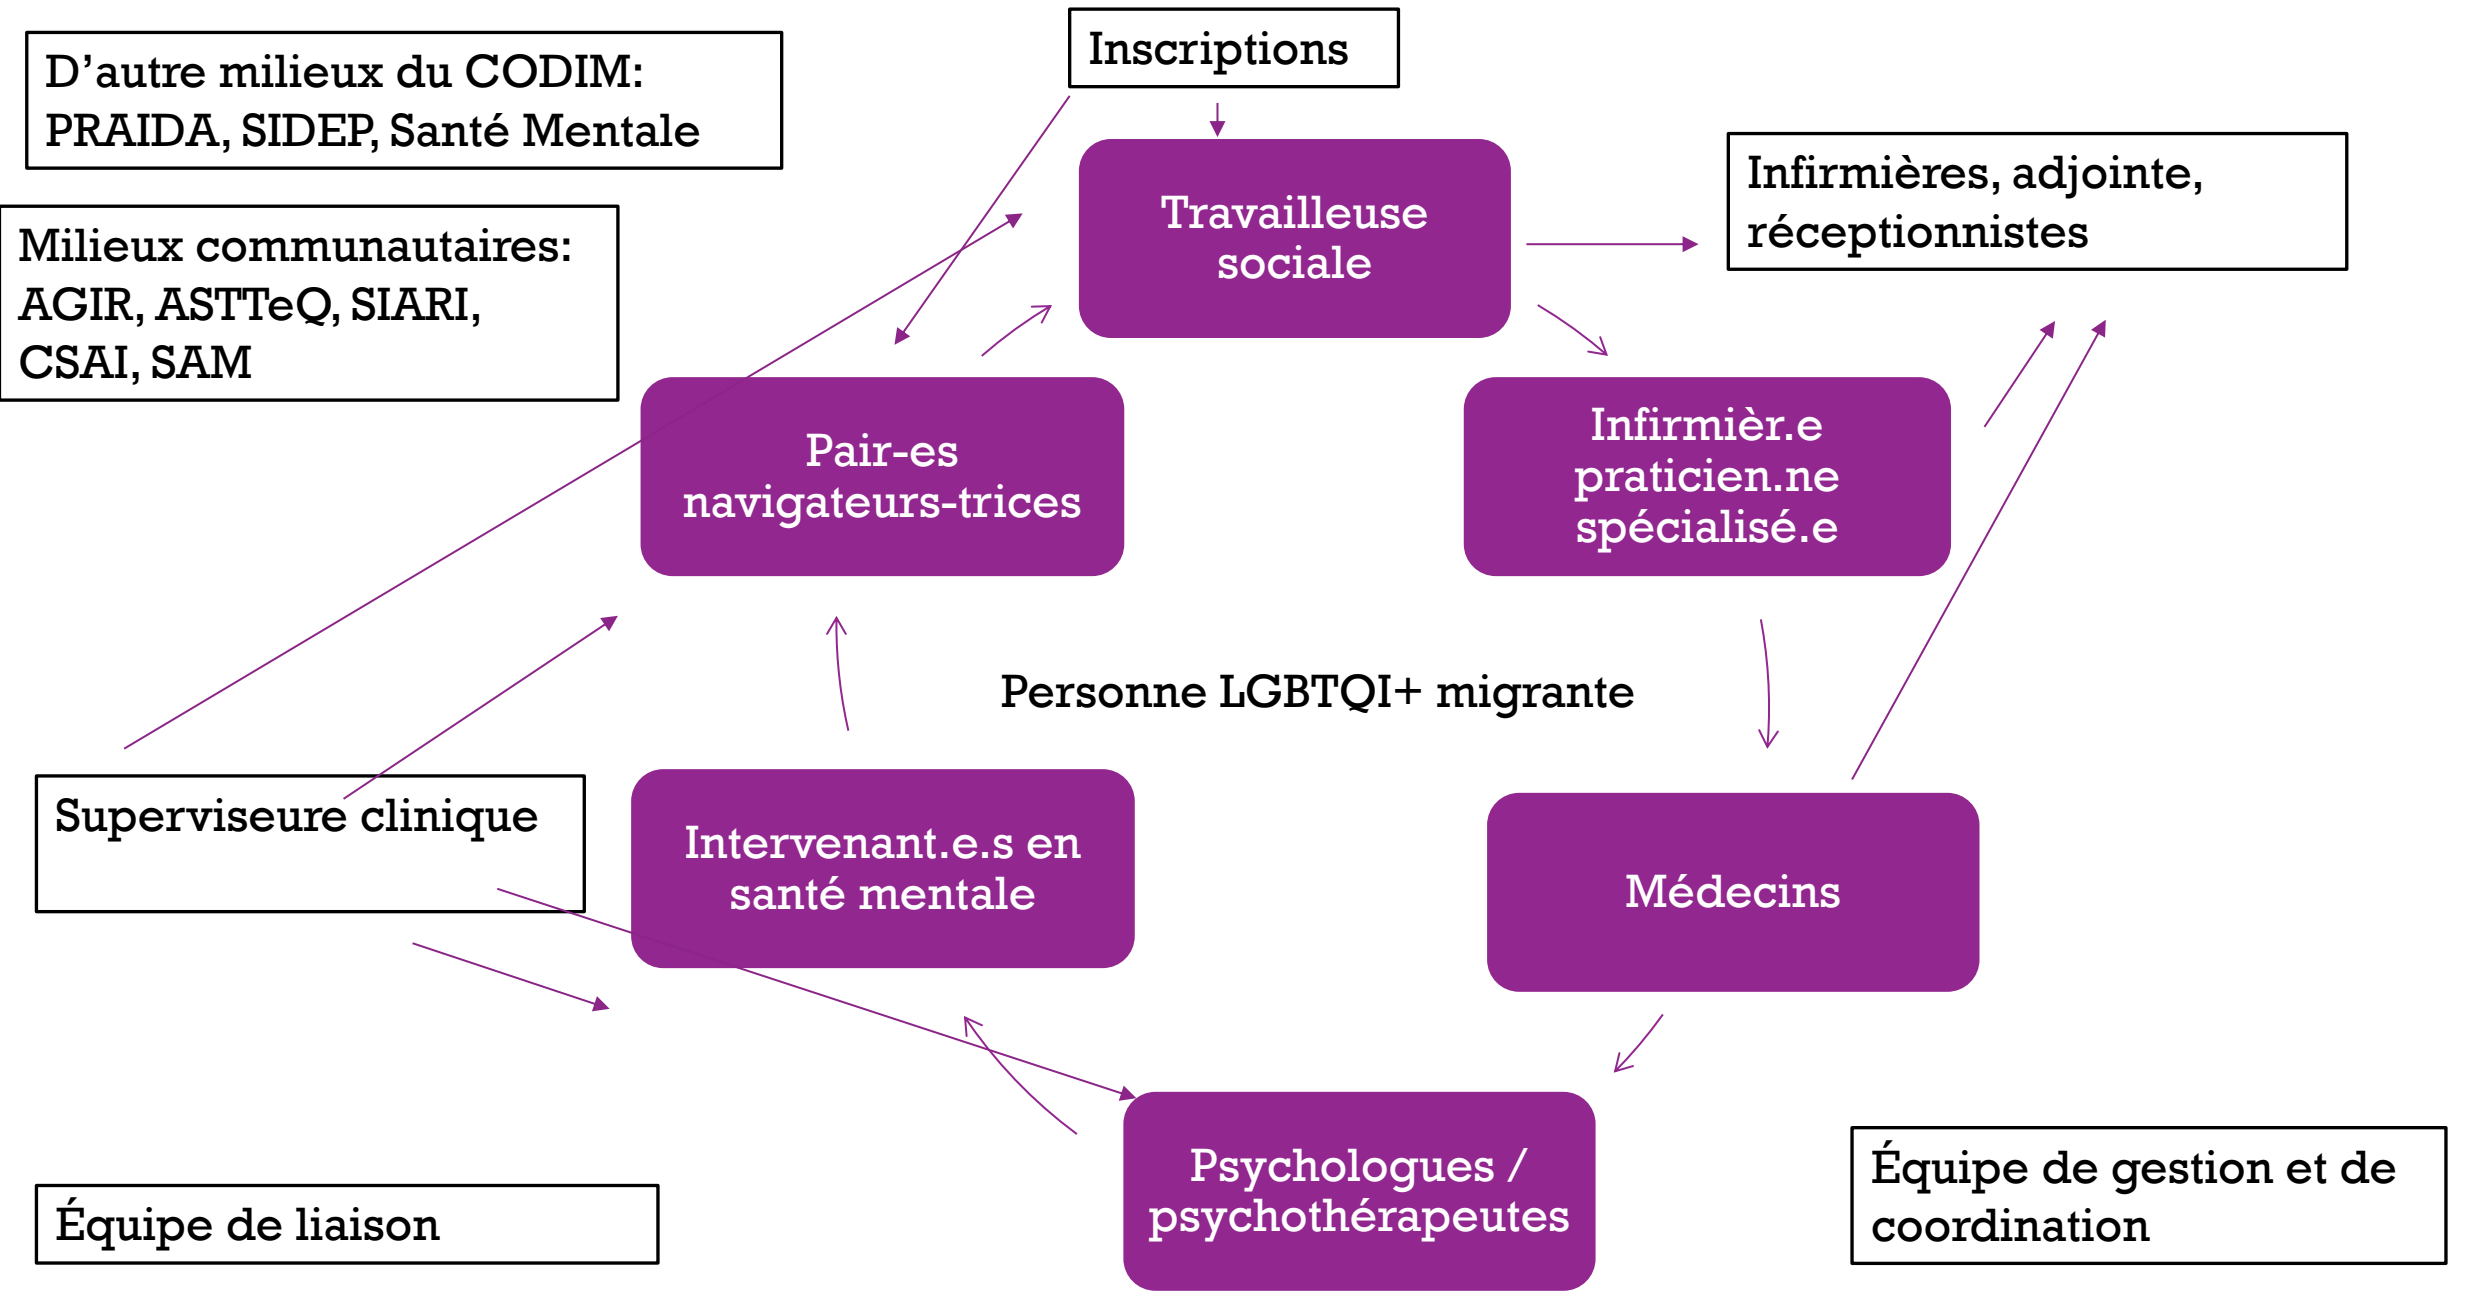 Inscriptions
D’autre milieux du CODIM:
PRAIDA, SIDEP, Santé Mentale
Infirmières, adjointe,
réceptionnistes
Travailleuse
sociale
Milieux communautaires:
AGIR, ASTTeQ, SIARI,
CSAI, SAM
Pair-es
navigateurs-trices
Infirmièr.e
praticien.ne
spécialisé.e
Personne LGBTQI+ migrante
Superviseure clinique
Intervenant.e.s en
santé mentale
Médecins
Psychologues /
psychothérapeutes
Équipe de liaison
Équipe de gestion et de
coordination